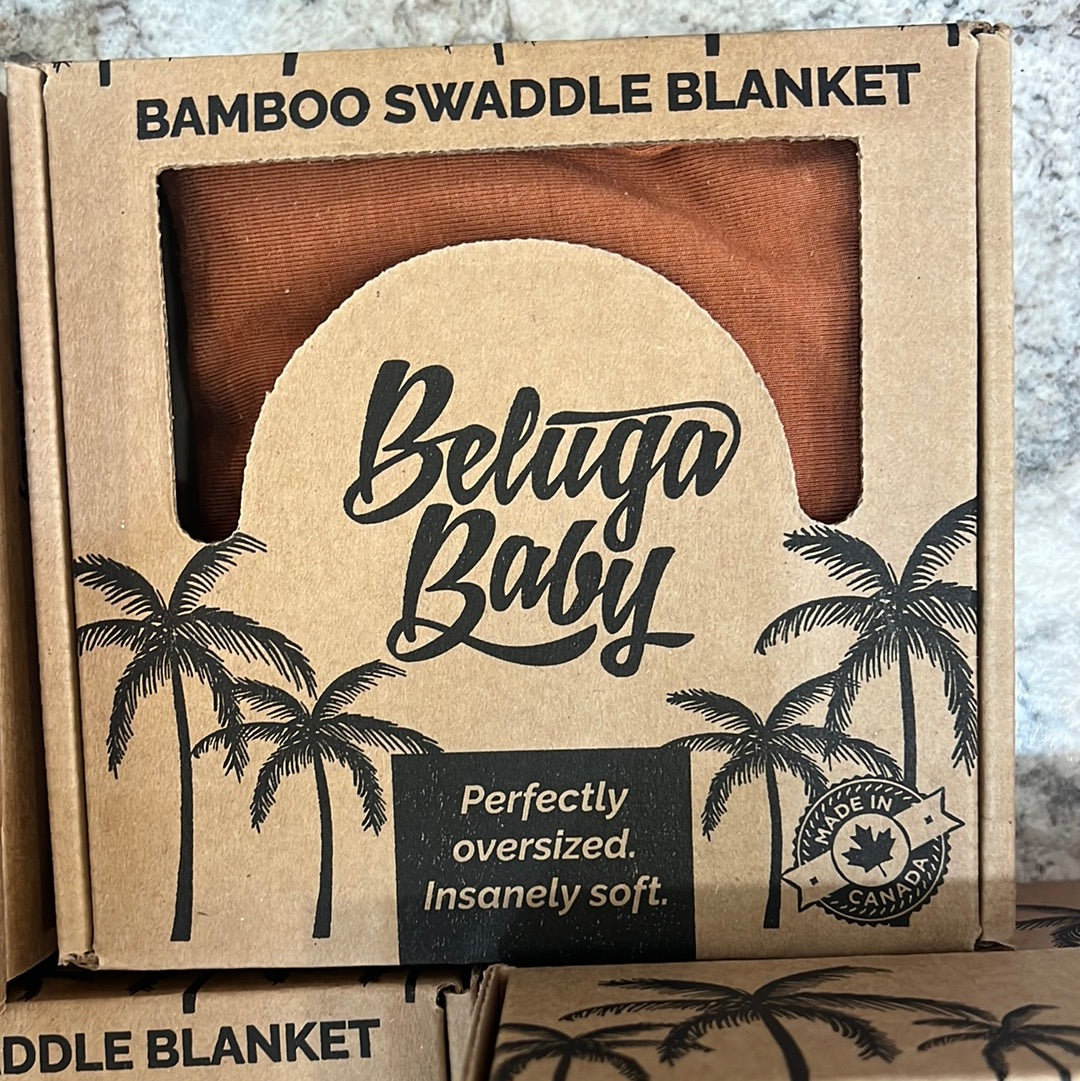 BAMBOO SWADDLE BLANKET
Beluga
Baby
Perfectly
oversized.
Insanely soft.
MADE IN
CANADA
DDLE BLANKET